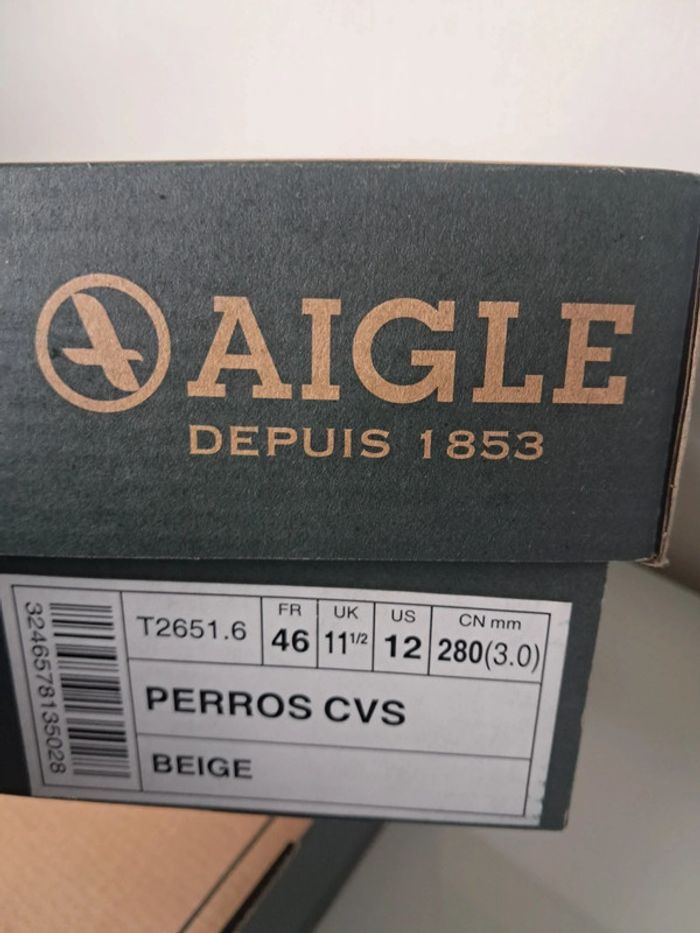 AIGLE
DEPUIS 1853
3246578135028
T2651.6
FR
46
UK
11 1/2
US
12
CN mm
280(3.0)
PERROS CVS
BEIGE